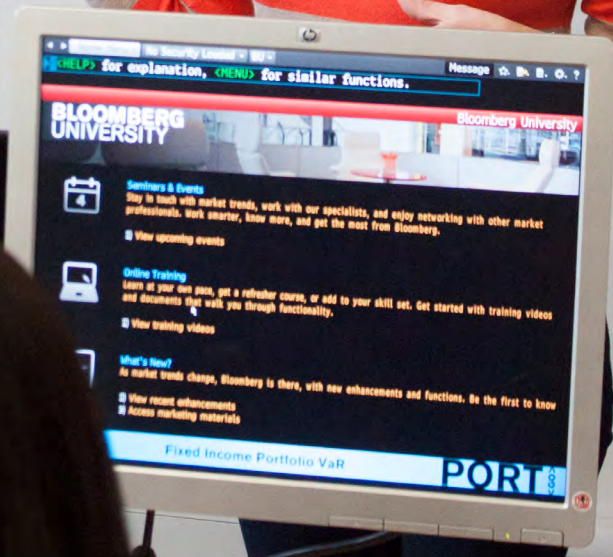 No Security Loaded
BU
<HELP> for explanation, <MENU> for similar functions.
Message
?
BLOOMBERG
UNIVERSITY
Bloomberg University
4
Seminars & Events
Stay in touch with market trends, work with our specialists, and enjoy networking with other market
professionals. Work smarter, know more, and get the most from Bloomberg.
1) View upcoming events
Online Training
Learn at your own pace, get a refresher course, or add to your skill set. Get started with training videos
and documents that walk you through functionality.
2) View training videos
What's New?
As market trends change, Bloomberg is there, with new enhancements and functions. Be the first to know
View recent enhancements
Access marketing materials
Fixed Income Portfolio VaR
PORT
hp